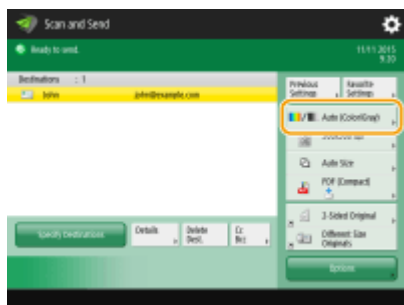 Scan and Send
Ready to send.
11/11 2015
9:20
Destinations : 1
John
john@example.com
Previous
Settings
Favorite
Settings
Auto (Color/Gray)
Auto Size
PDF (Compact)
2-Sided Original
Different Size
Originals
Specify Destinations
Details
Delete
Dest.
Cc
Bcc
Options